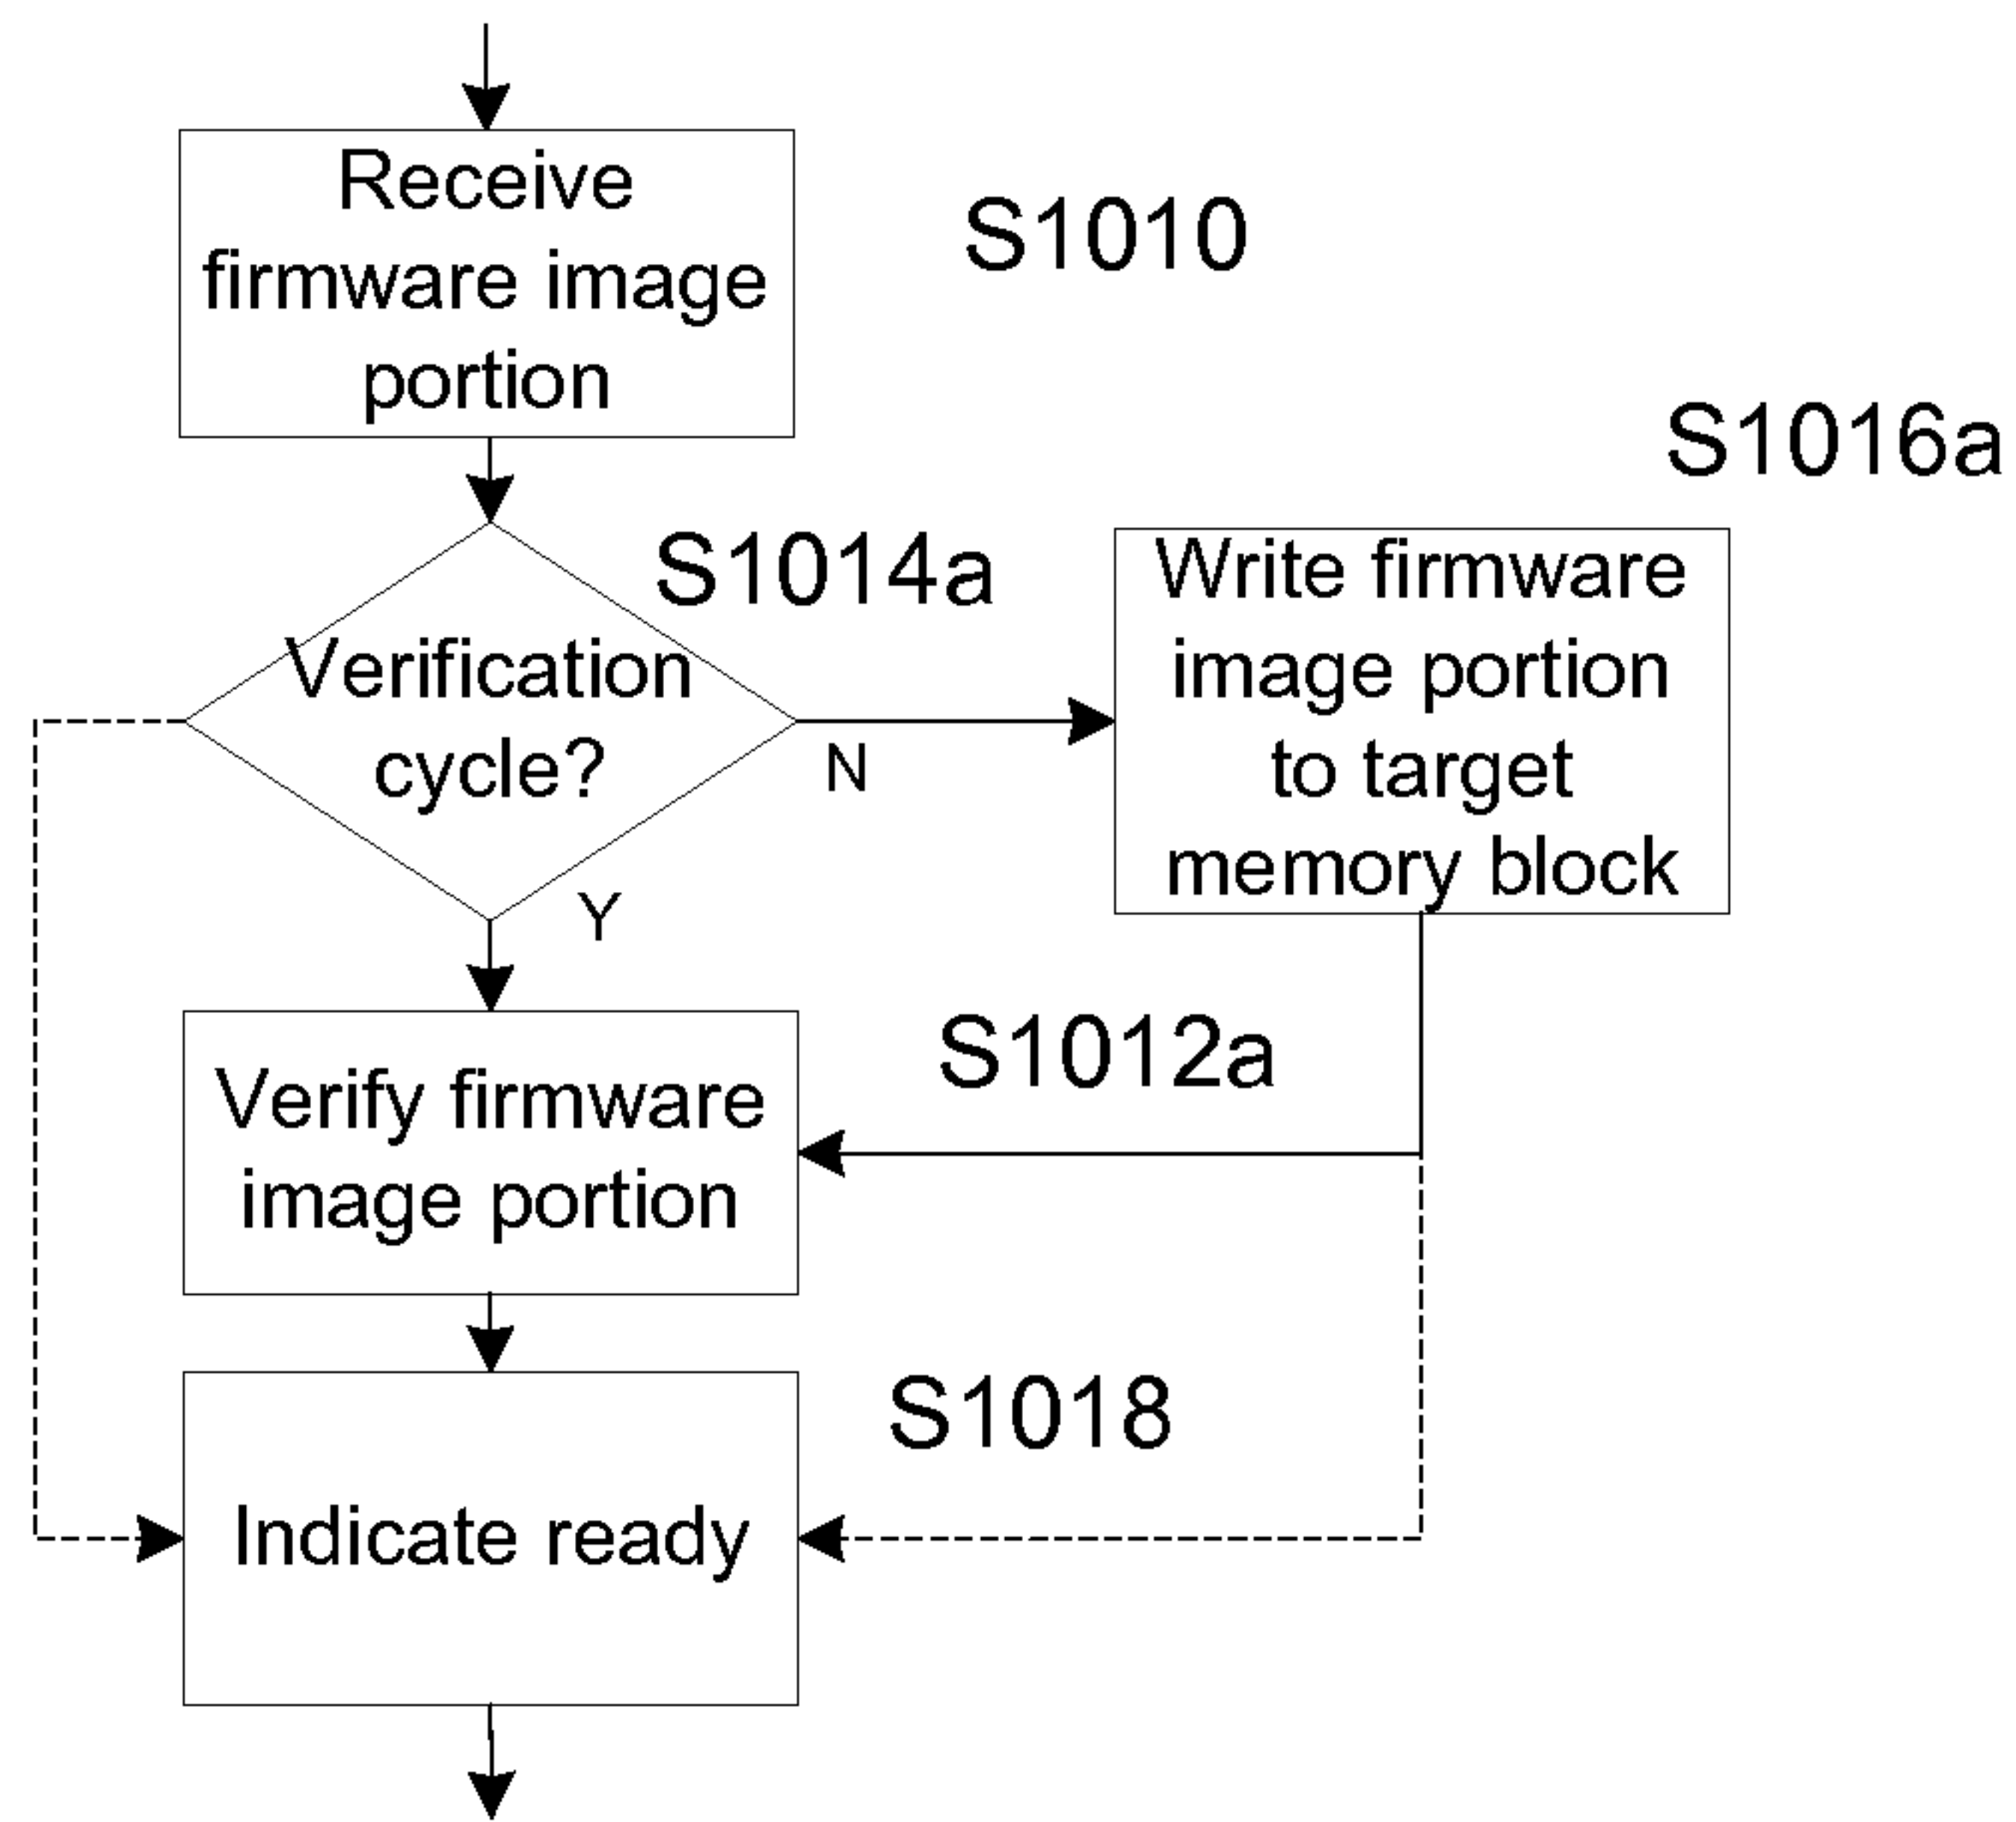 Receive
firmware image
portion
S1010
S1016a
S1014a
Verification
cycle?
N
Y
Write firmware
image portion
to target
memory block
S1012a
Verify firmware
image portion
S1018
Indicate ready